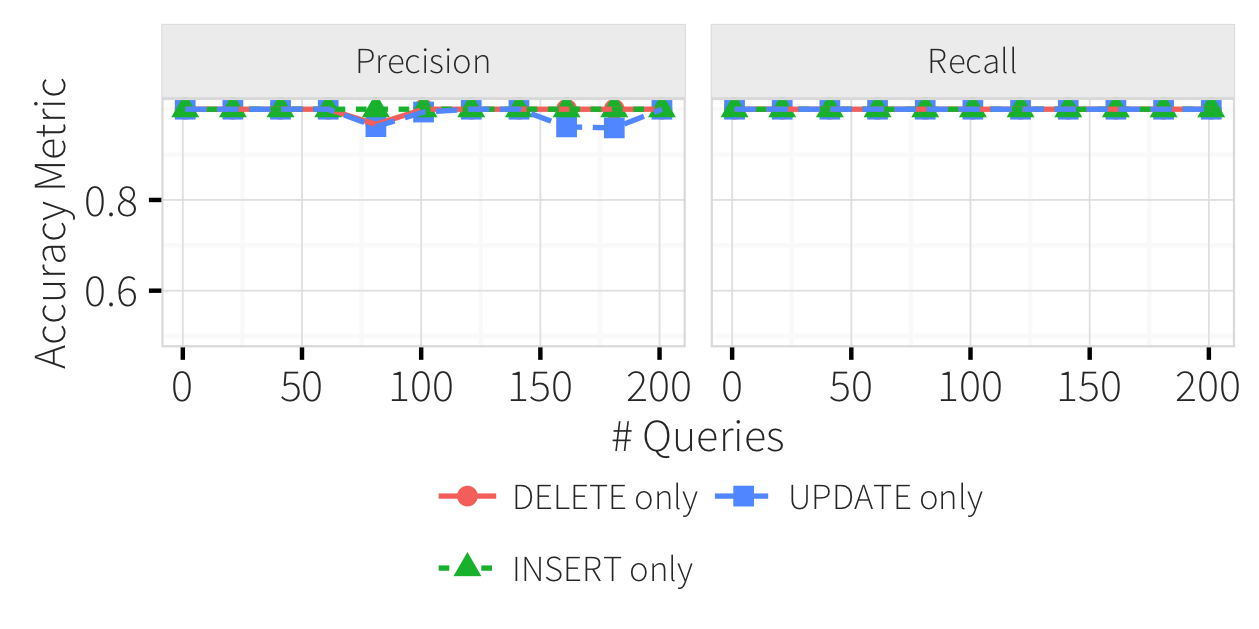 Precision
Recall
Accuracy Metric
0.8
0.6
0 50 100 150 200
0 50 100 150 200
# Queries
DELETE only
UPDATE only
INSERT only